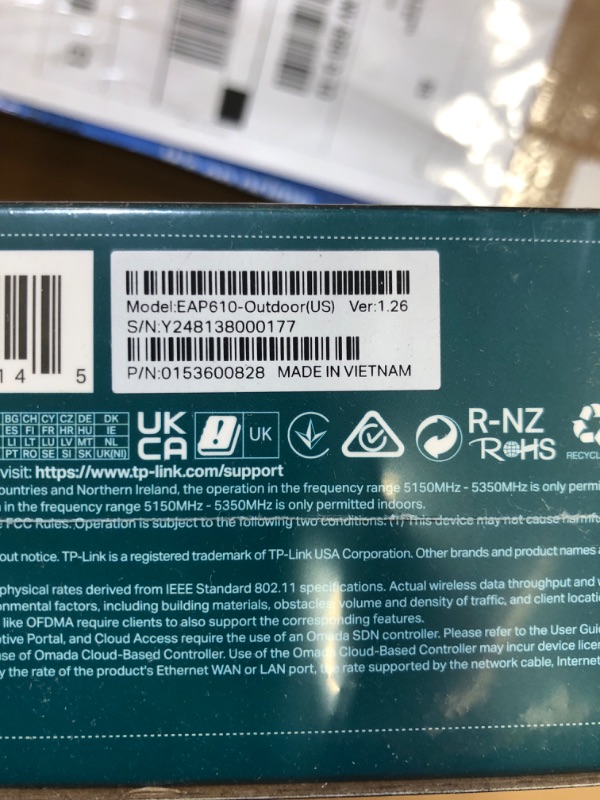 Model:EAP610-Outdoor(US) Ver:1.26
S/N:Y248138000177
P/N:0153600828 MADE IN VIETNAM
14 5
BG CH CY CZ DE DK
ES FI FR HR HU IE
LI LT LU LV MT NL
PT RO SE SI SK UK(NI)
UK
CA
UK
R-NZ
RoHS
visit: https://www.tp-link.com/support
ountries and Northern Ireland, the operation in the frequency range 5150MHz - 5350MHz is only permi
n in the frequency range 5150MHz - 5350MHz is only permitted indoors.
e FCC Rules. Operation is subject to the following two conditions: (1) This device may not cause harmfu
out notice. TP-Link is a registered trademark of TP-Link USA Corporation. Other brands and product names a
physical rates derived from IEEE Standard 802.11 specifications. Actual wireless data throughput and w
onmental factors, including building materials, obstacles, volume and density of traffic, and client locatio
like OFDMA require clients to also support the corresponding features.
tive Portal, and Cloud Access require the use of an Omada SDN controller. Please refer to the User Guid
use of Omada Cloud-Based Controller. Use of the Omada Cloud-Based Controller may incur device licen
y the rate of the product's Ethernet WAN or LAN port, the rate supported by the network cable, Internet